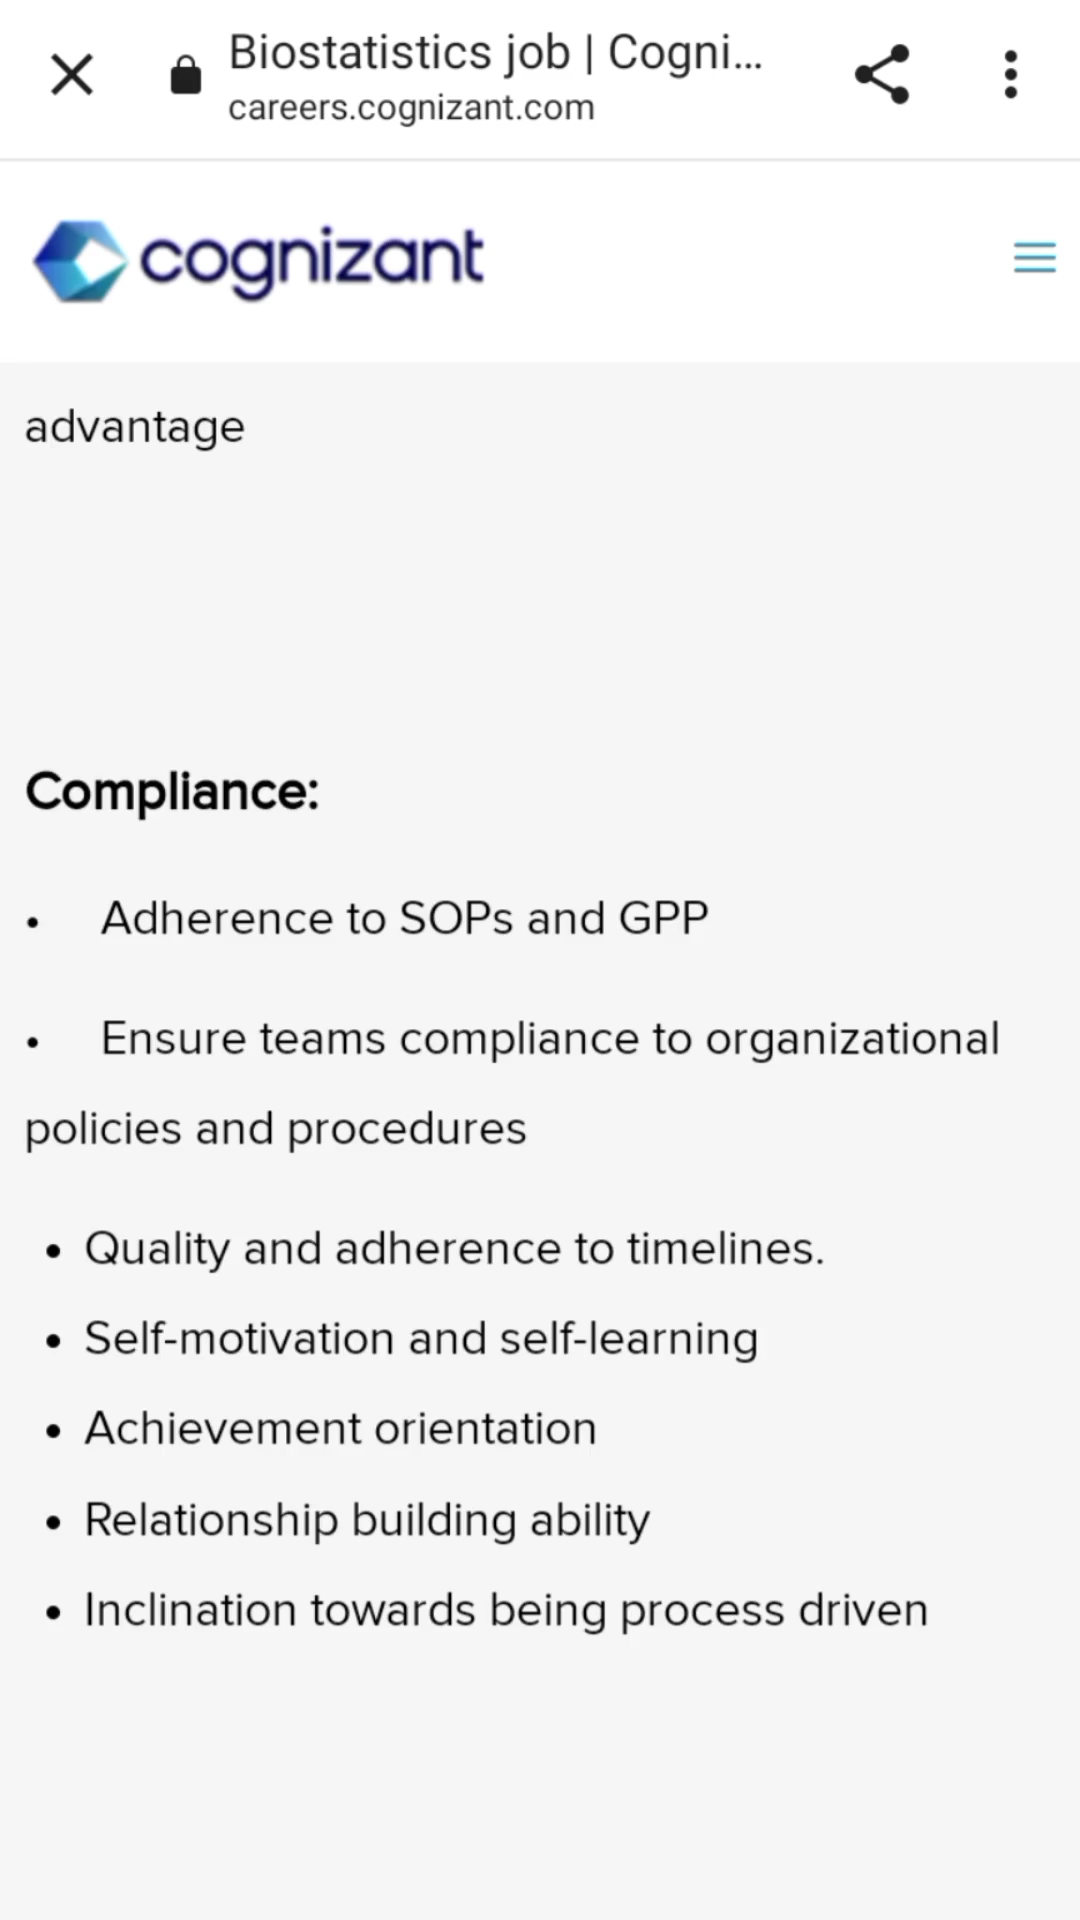 Biostatistics job | Cogni...
careers.cognizant.com
cognizant
advantage
Compliance:
• Adherence to SOPs and GPP
• Ensure teams compliance to organizational
policies and procedures
• Quality and adherence to timelines.
• Self-motivation and self-learning
• Achievement orientation
• Relationship building ability
• Inclination towards being process driven